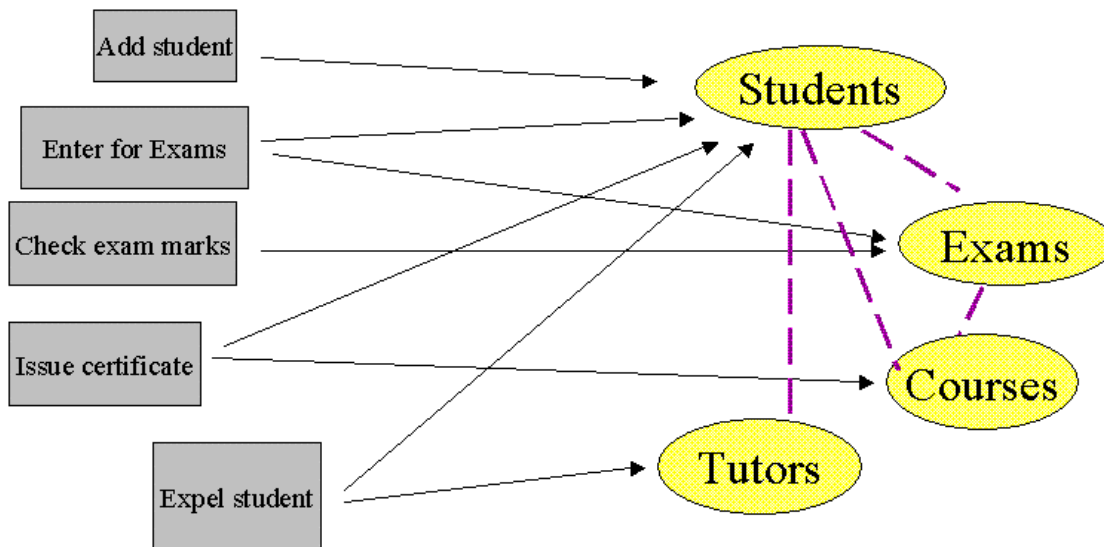 Add student
Students
Enter for Exams
Check exam marks
Exams
Issue certificate
Courses
Tutors
Expel student